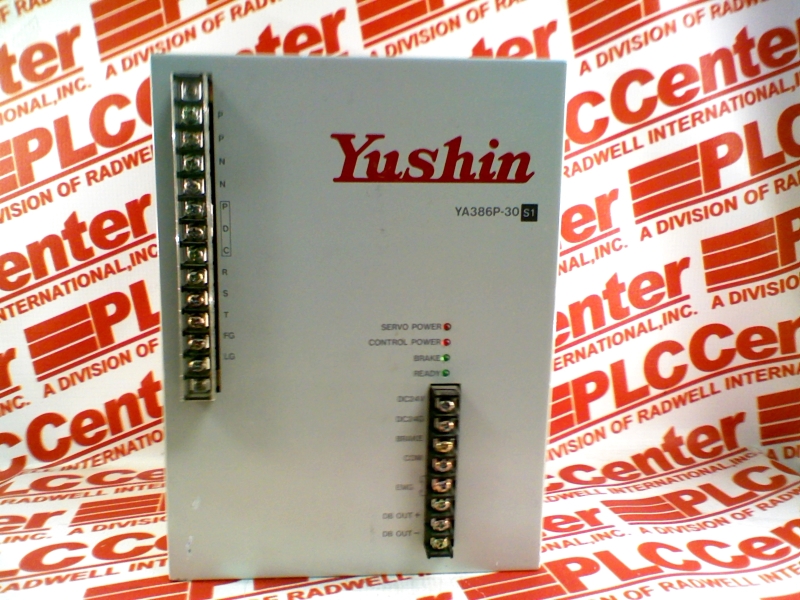 Yushin
YA386P-30 S1
P
P
N
N
P
D
C
R
S
T
FG
LG
SERVO POWER
CONTROL POWER
BRAKE
READY
DC24V
DC24G
BRAKE
COM
EMG
DB OUT +
DB OUT -
PLCCenter
A DIVISION OF RADWELL INTERNATIONAL, INC.